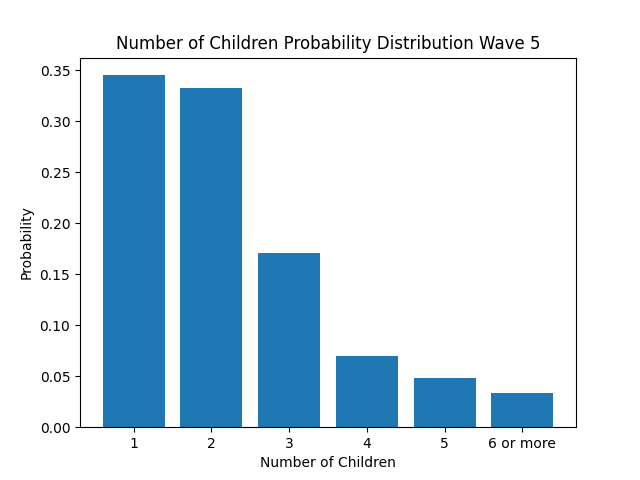 Number of Children Probability Distribution Wave 5
0.35
0.30
0.25
0.20
0.15
0.10
0.05
0.00
Probability
1 2 3 4 5 6 or more
Number of Children